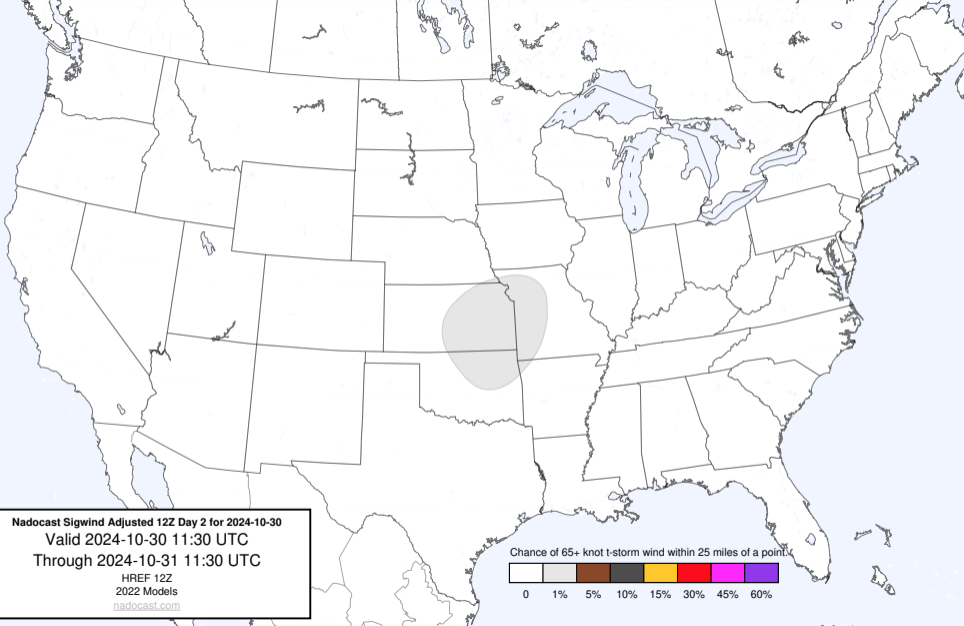 Nadocast Sigwind Adjusted 12Z Day 2 for 2024-10-30
Valid 2024-10-30 11:30 UTC
Through 2024-10-31 11:30 UTC
HREF 12Z
2022 Models
nadocast.com
Chance of 65+ knot t-storm wind within 25 miles of a point.
0 1% 5% 10% 15% 30% 45% 60%